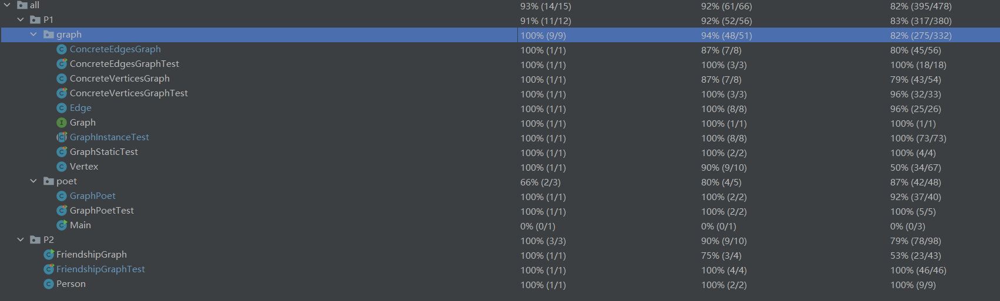 all 93% (14/15) 92% (61/66) 82% (395/478)
P1 91% (11/12) 92% (52/56) 83% (317/380)
graph 100% (9/9) 94% (48/51) 82% (275/332)
ConcreteEdgesGraph 100% (1/1) 87% (7/8) 80% (45/56)
ConcreteEdgesGraphTest 100% (1/1) 100% (3/3) 100% (18/18)
ConcreteVerticesGraph 100% (1/1) 87% (7/8) 79% (43/54)
ConcreteVerticesGraphTest 100% (1/1) 100% (3/3) 96% (32/33)
Edge 100% (1/1) 100% (8/8) 96% (25/26)
Graph 100% (1/1) 100% (1/1) 100% (1/1)
GraphInstanceTest 100% (1/1) 100% (8/8) 100% (73/73)
GraphStaticTest 100% (1/1) 100% (2/2) 100% (4/4)
Vertex 100% (1/1) 90% (9/10) 50% (34/67)
poet 66% (2/3) 80% (4/5) 87% (42/48)
GraphPoet 100% (1/1) 100% (2/2) 92% (37/40)
GraphPoetTest 100% (1/1) 100% (2/2) 100% (5/5)
Main 0% (0/1) 0% (0/1) 0% (0/3)
P2 100% (3/3) 90% (9/10) 79% (78/98)
FriendshipGraph 100% (1/1) 75% (3/4) 53% (23/43)
FriendshipGraphTest 100% (1/1) 100% (4/4) 100% (46/46)
Person 100% (1/1) 100% (2/2) 100% (9/9)